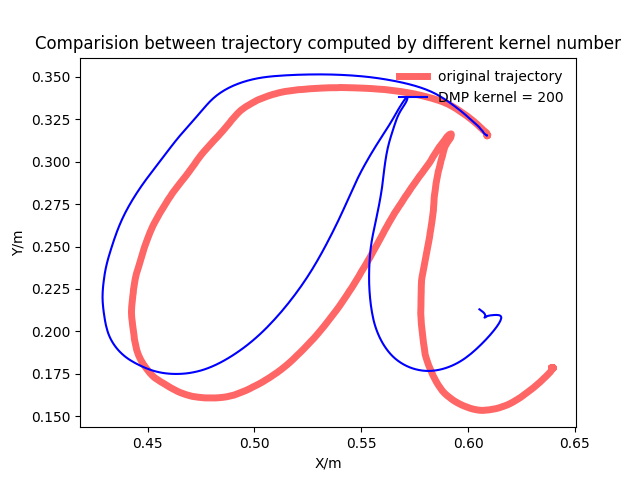 Comparision between trajectory computed by different kernel number
original trajectory
DMP kernel = 200
0.350
0.325
0.300
0.275
0.250
0.225
0.200
0.175
0.150
Y/m
0.45 0.50 0.55 0.60 0.65
X/m